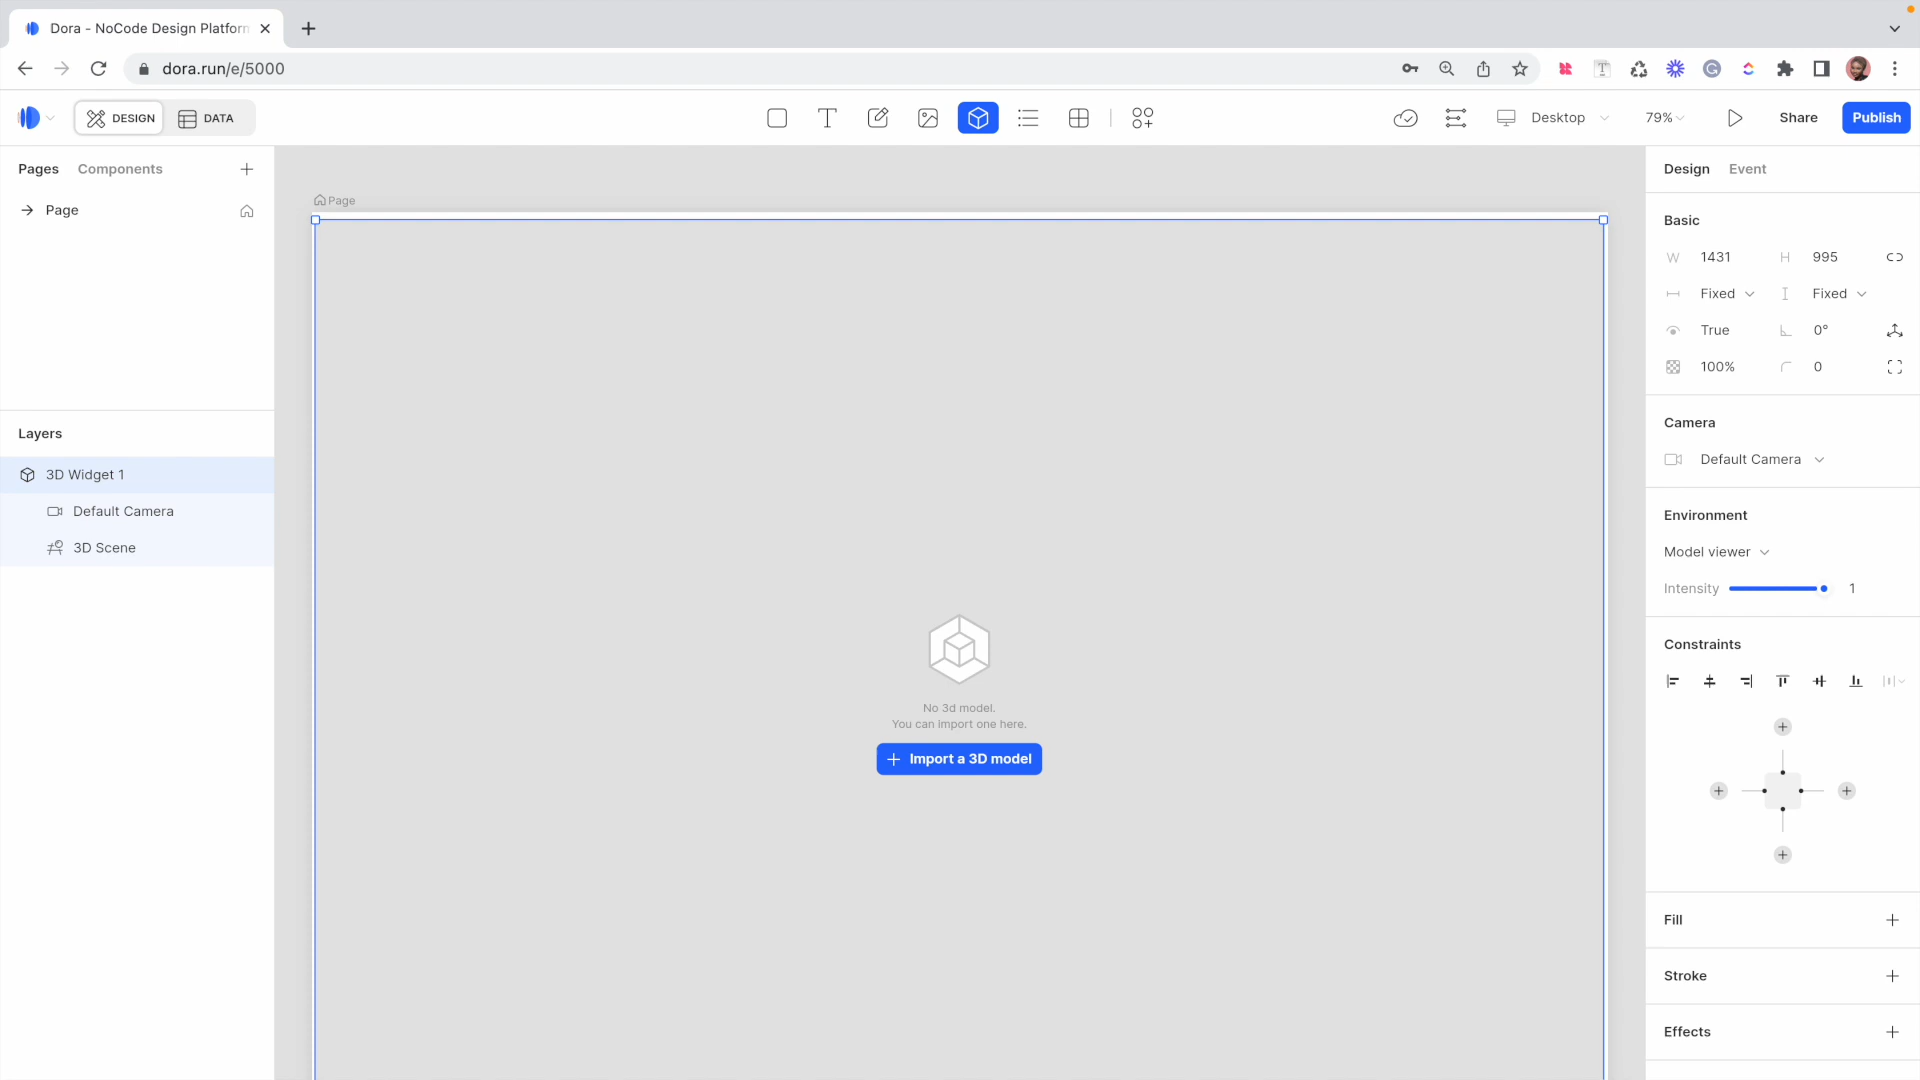 Dora - NoCode Design Platform
dora.run/e/5000
DESIGN
DATA
Desktop
79%
Share
Publish
Pages
Components
Page
Page
Layers
3D Widget 1
Default Camera
3D Scene
No 3d model.
You can import one here.
Import a 3D model
Design
Event
Basic
W 1431 H 995
Fixed Fixed
True 0°
100% 0
Camera
Default Camera
Environment
Model viewer
Intensity 1
Constraints
Fill
Stroke
Effects